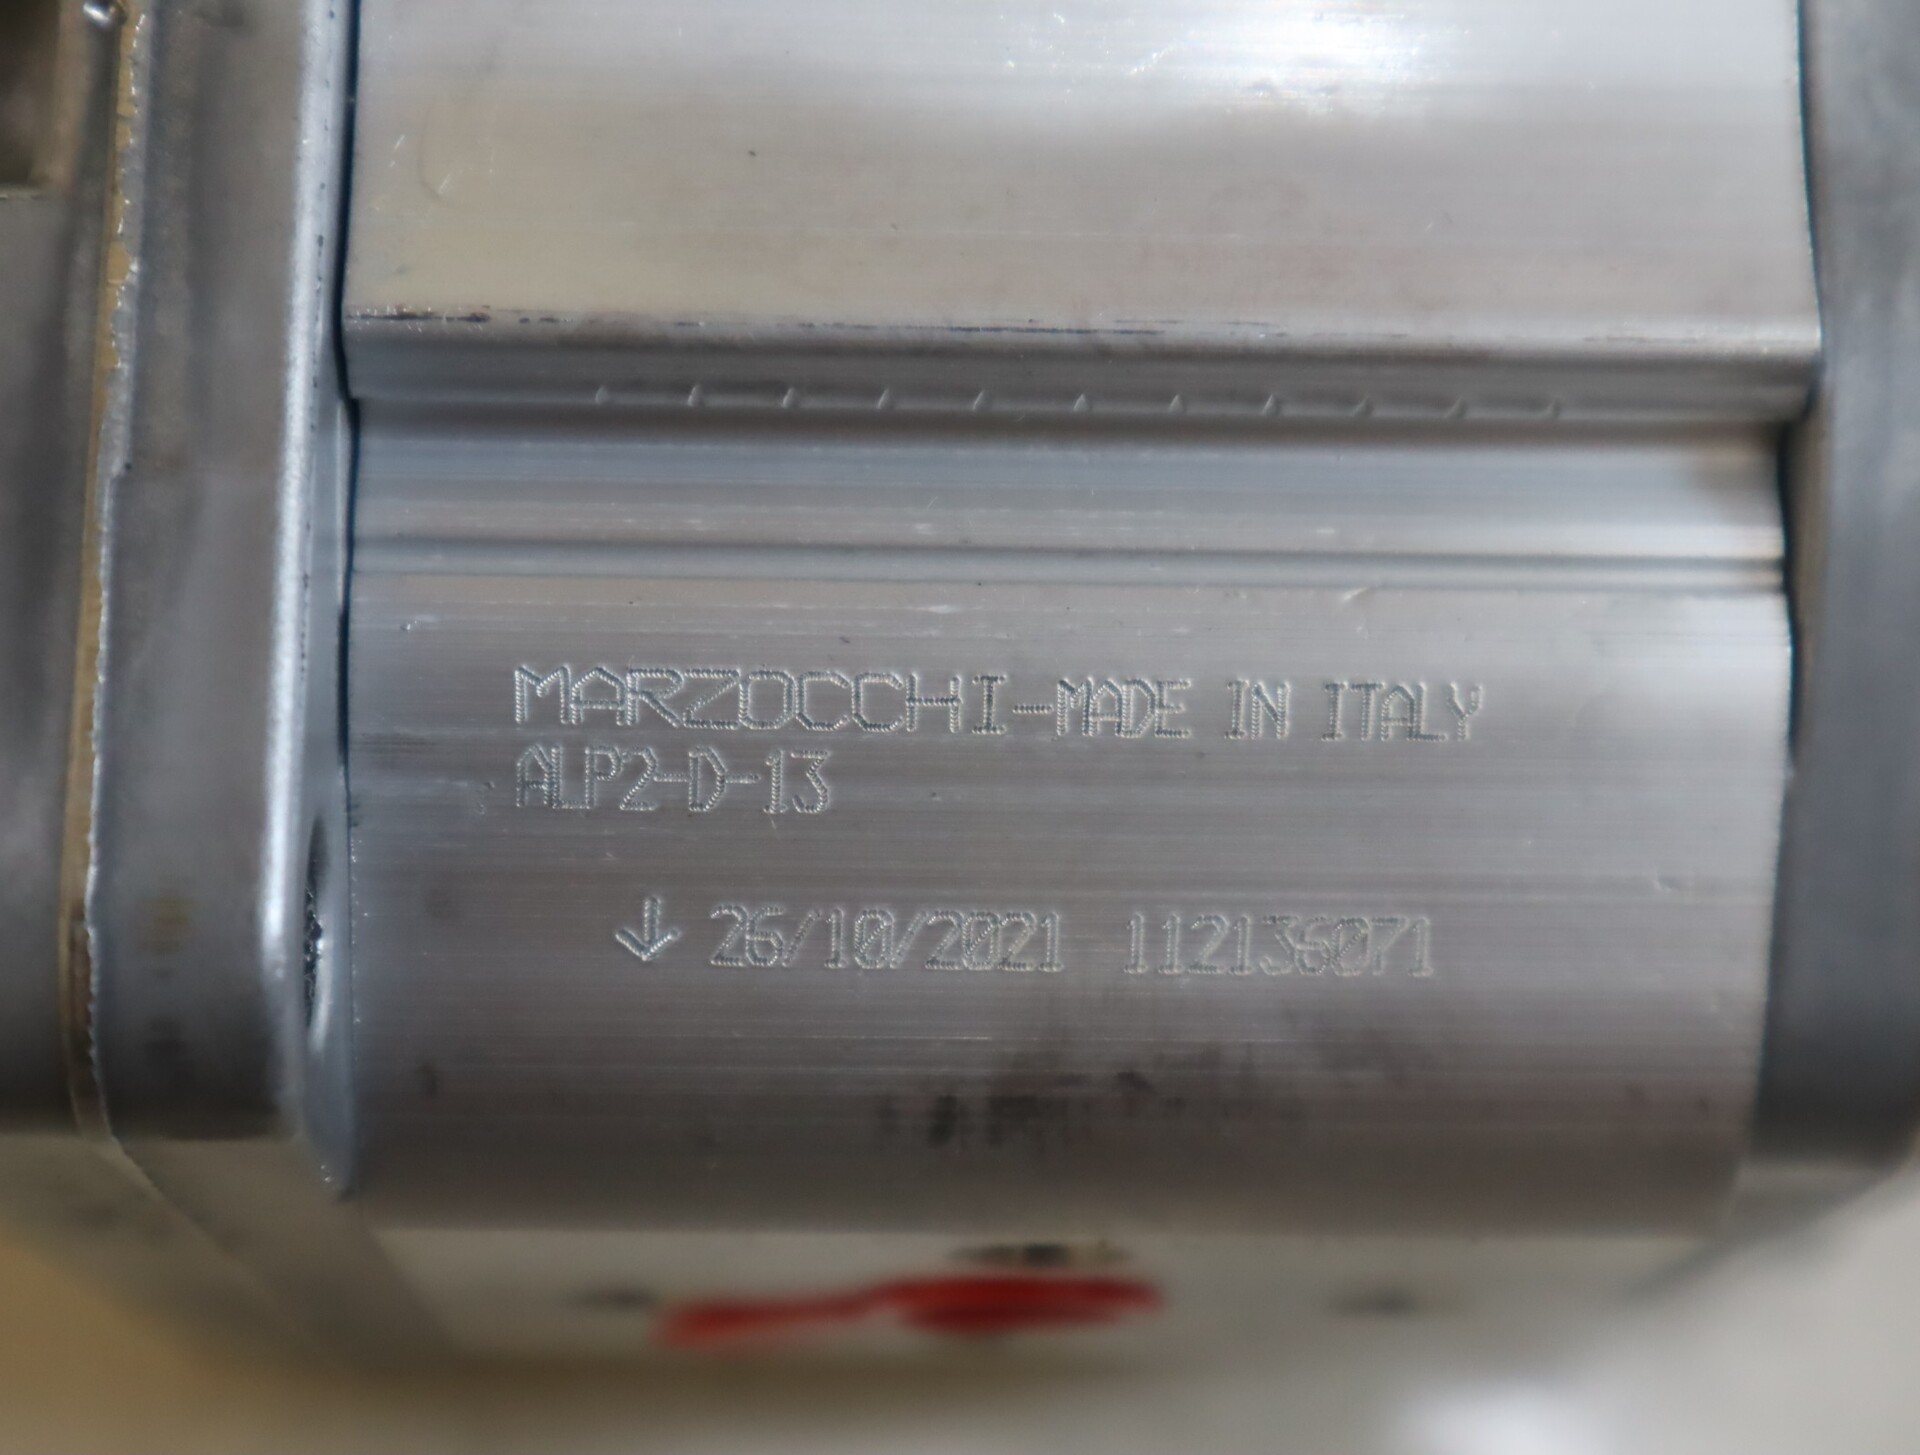 MARZOCCHI-MADE IN ITALY
ALP2-D-13
↓ 26/10/2021 112136071